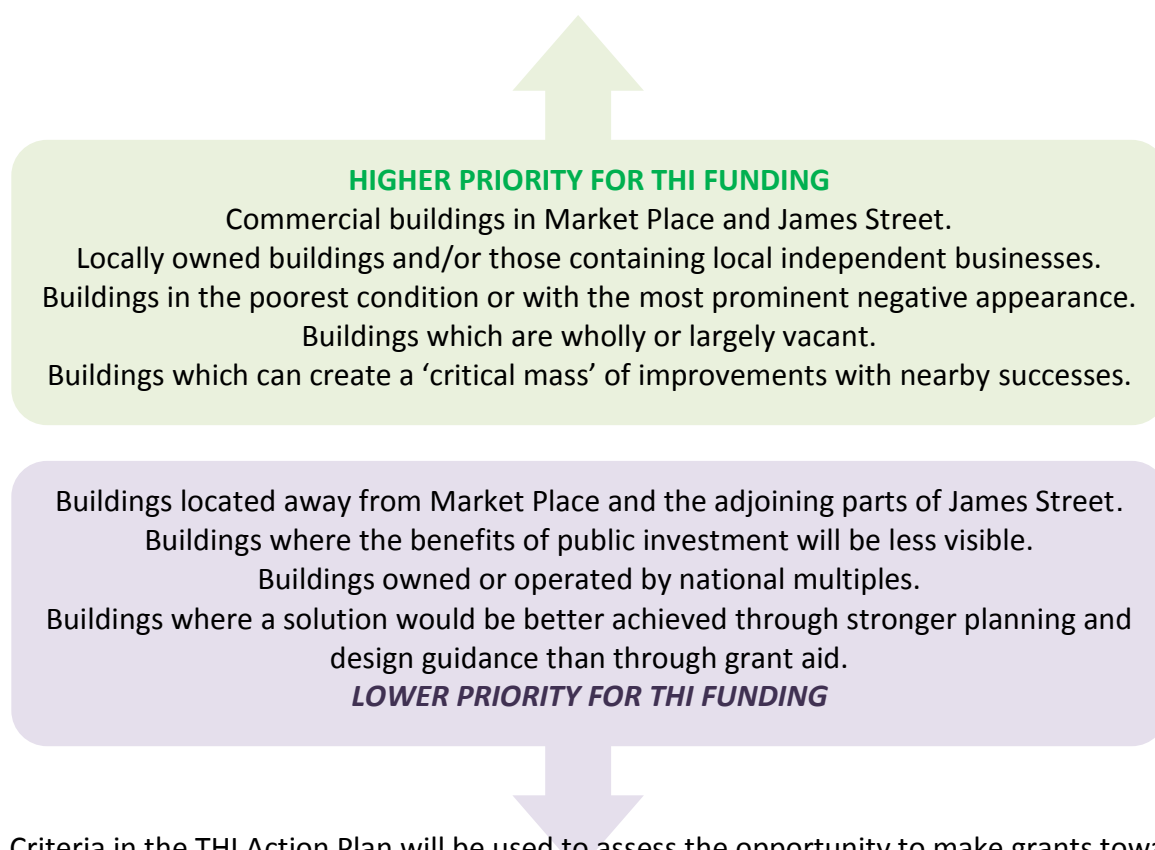 HIGHER PRIORITY FOR THI FUNDING
Commercial buildings in Market Place and James Street.
Locally owned buildings and/or those containing local independent businesses.
Buildings in the poorest condition or with the most prominent negative appearance.
Buildings which are wholly or largely vacant.
Buildings which can create a ‘critical mass’ of improvements with nearby successes.
Buildings located away from Market Place and the adjoining parts of James Street.
Buildings where the benefits of public investment will be less visible.
Buildings owned or operated by national multiples.
Buildings where a solution would be better achieved through stronger planning and
design guidance than through grant aid.
LOWER PRIORITY FOR THI FUNDING
Criteria in the THI Action Plan will be used to assess the opportunity to make grants